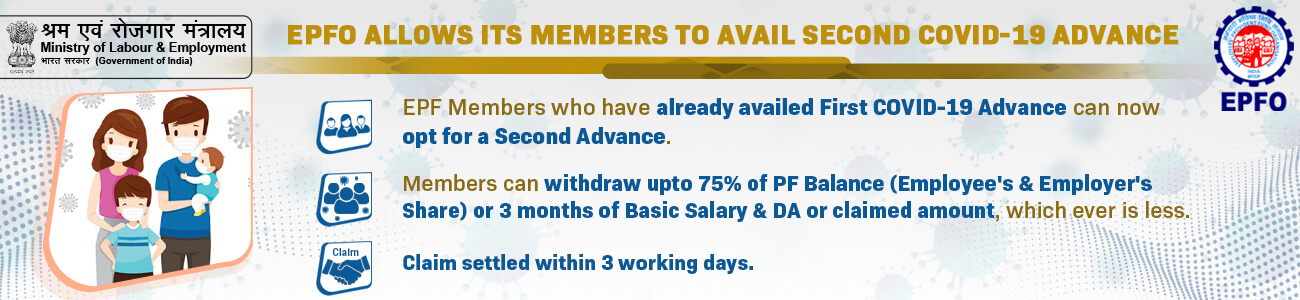 श्रम एवं रोजगार मंत्रालय
Ministry of Labour & Employment
भारत सरकार (Government of India)
EPFO ALLOWS ITS MEMBERS TO AVAIL SECOND COVID-19 ADVANCE
EPFO
EPF Members who have already availed First COVID-19 Advance can now
opt for a Second Advance.
Members can withdraw upto 75% of PF Balance (Employee's & Employer's
Share) or 3 months of Basic Salary & DA or claimed amount, which ever is less.
Claim
Claim settled within 3 working days.